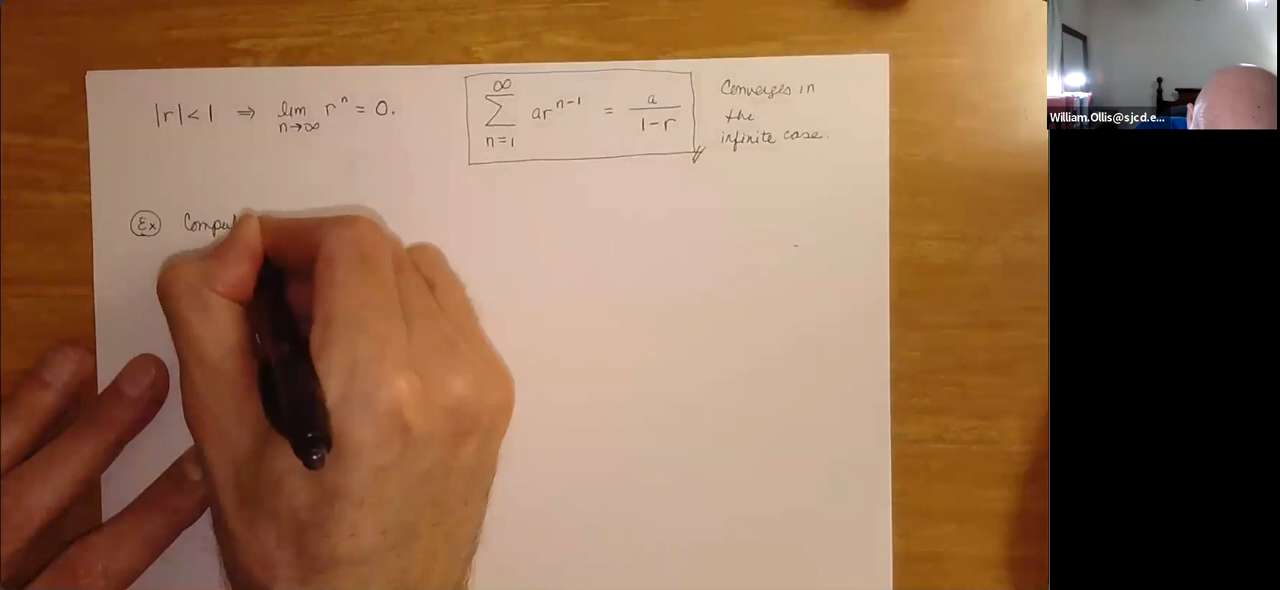 |r| < 1 ⇒ lim_{n→∞} r^n = 0.
∑_{n=1}^{∞} ar^{n-1} = a/(1-r)
Converges in
the
infinite case.
Ex
William.Ollis@sjcd.e...